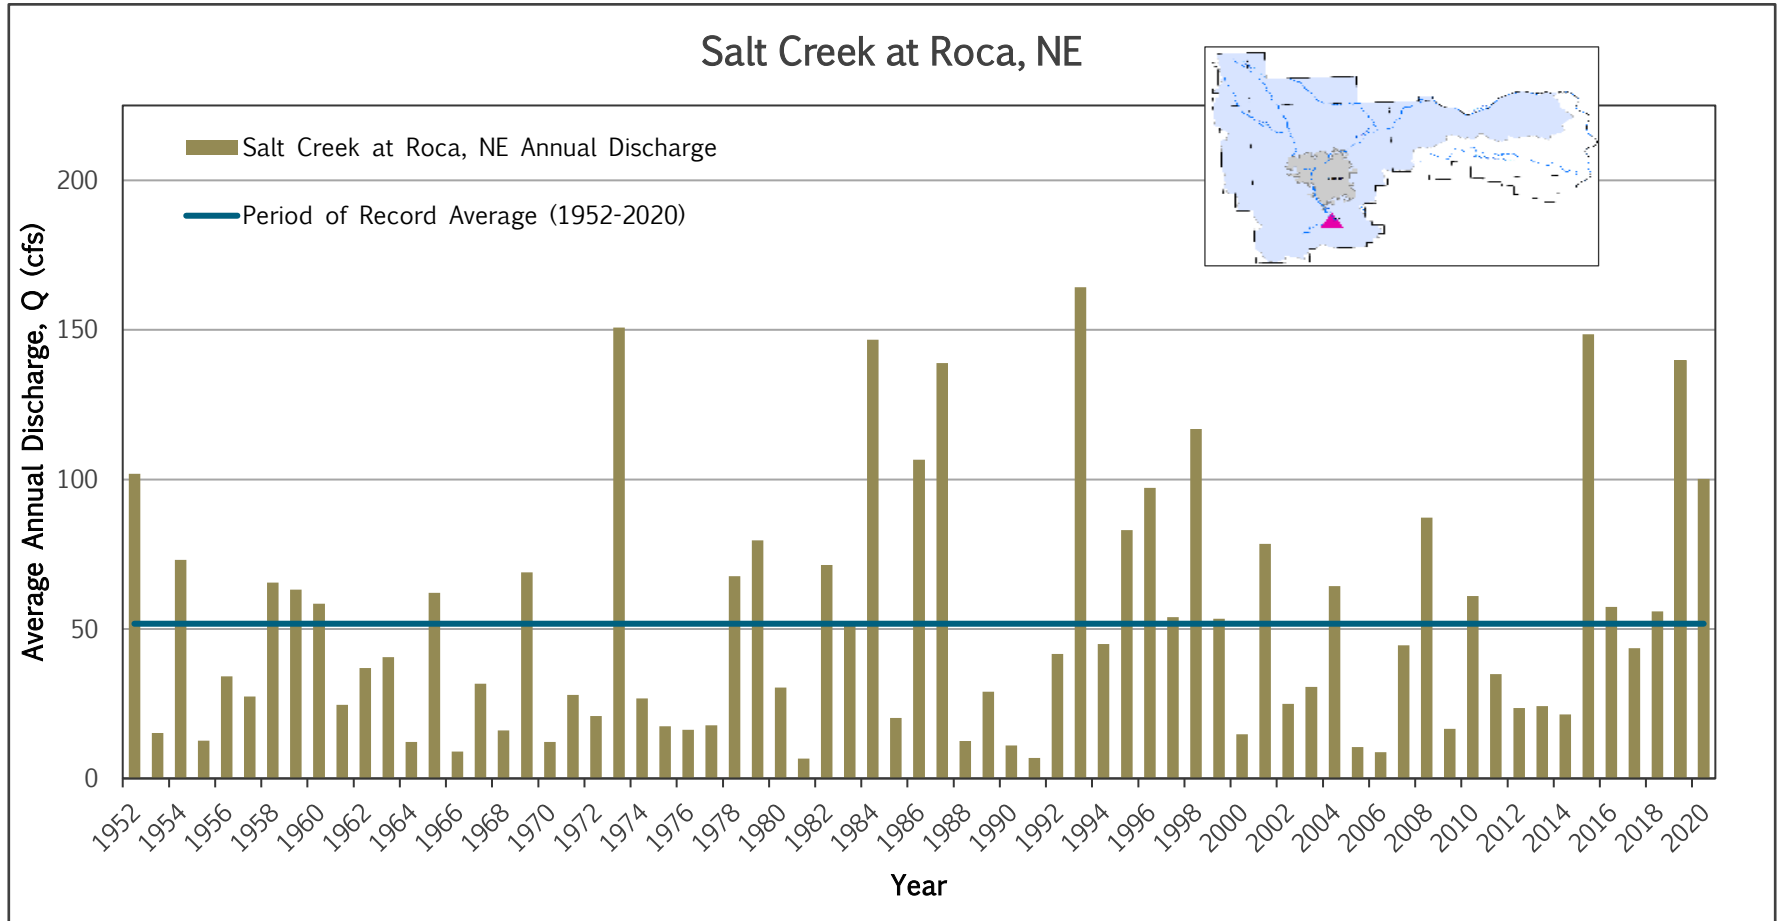 Salt Creek at Roca, NE
Salt Creek at Roca, NE Annual Discharge
Period of Record Average (1952-2020)
Average Annual Discharge, Q (cfs)
200
150
100
50
0
1952 1954 1956 1958 1960 1962 1964 1966 1968 1970 1972 1974 1976 1978 1980 1982 1984 1986 1988 1990 1992 1994 1996 1998 2000 2002 2004 2006 2008 2010 2012 2014 2016 2018 2020
Year